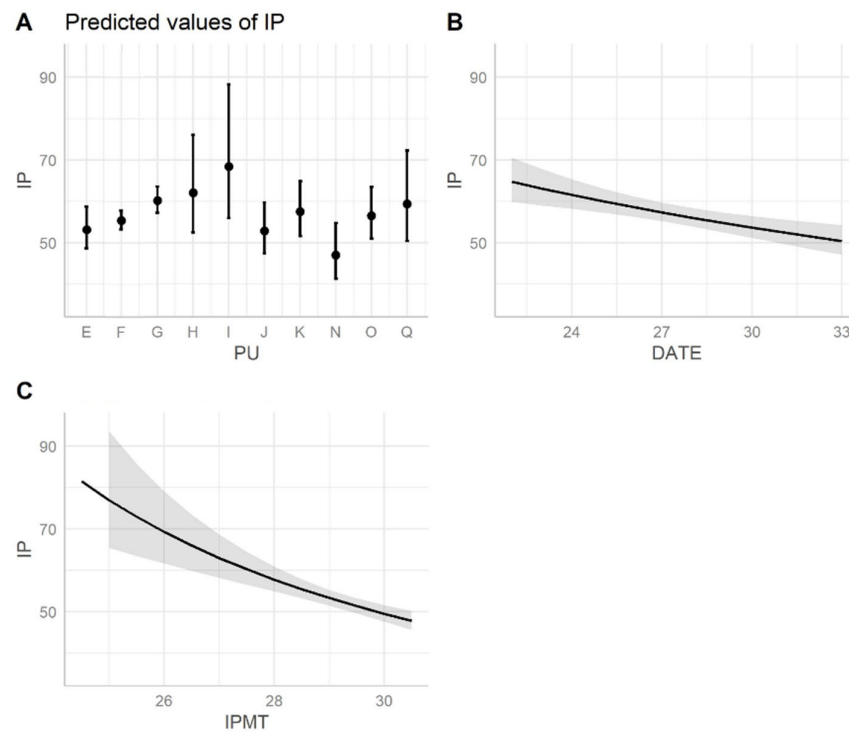 A Predicted values of IP
90
70
50
IP
E F G H I J K N O Q
PU
B
90
70
50
IP
24 27 30 33
DATE
C
90
70
50
IP
26 28 30
IPMT